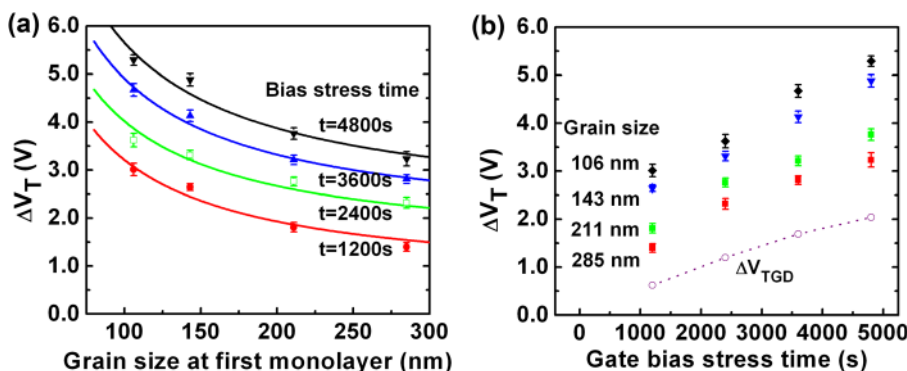 (a)
6.0
5.0
4.0
3.0
2.0
1.0
0.0
ΔV_T (V)
Bias stress time
t=4800s
t=3600s
t=2400s
t=1200s
100 150 200 250 300
Grain size at first monolayer (nm)
(b)
6.0
5.0
4.0
3.0
2.0
1.0
0.0
ΔV_T (V)
Grain size
106 nm
143 nm
211 nm
285 nm
ΔV_TGD
0 1000 2000 3000 4000 5000
Gate bias stress time (s)